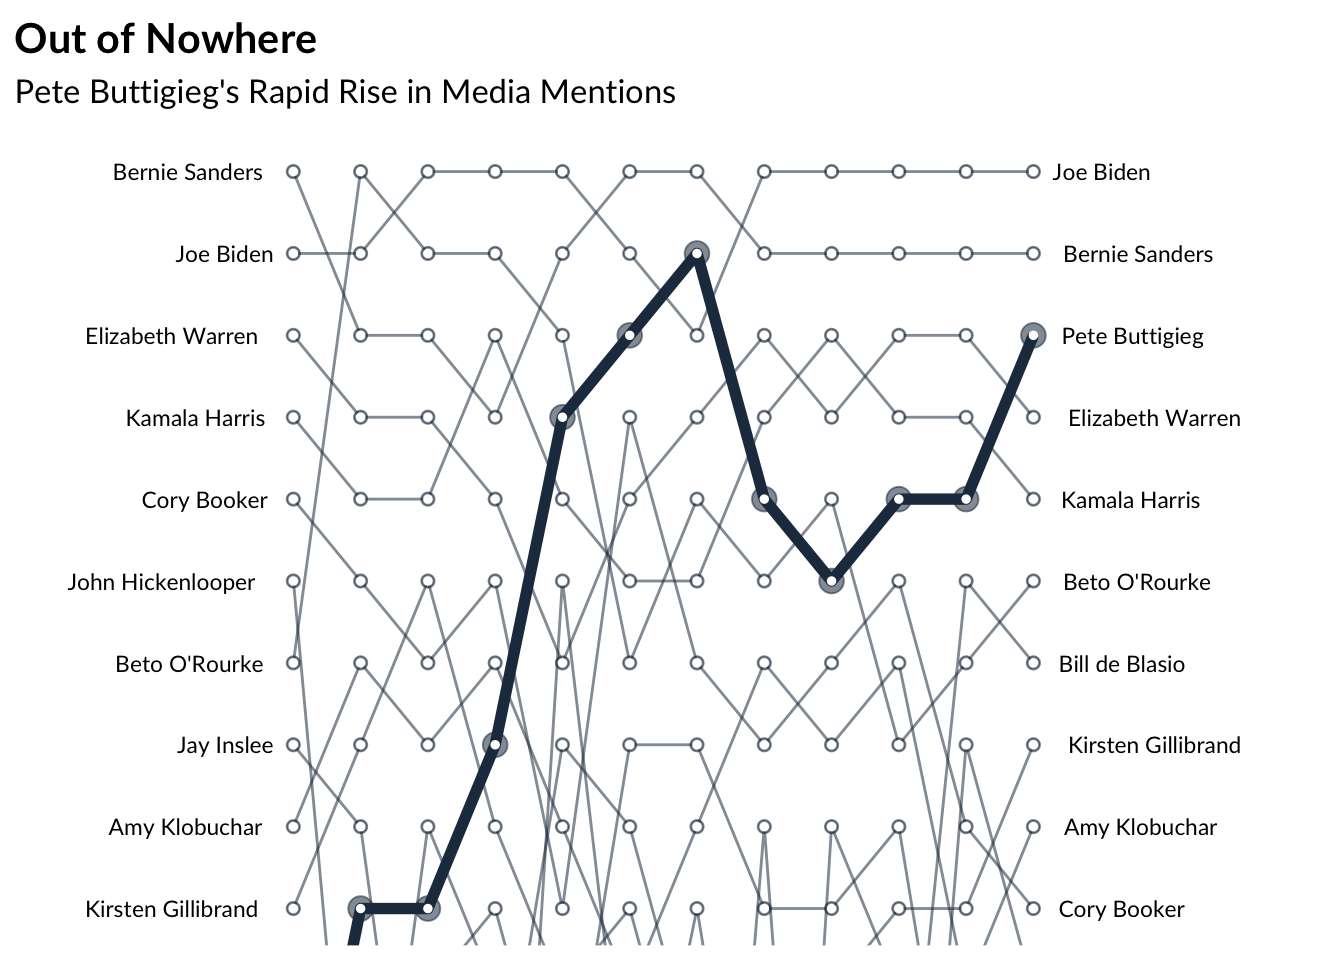 Out of Nowhere
Pete Buttigieg's Rapid Rise in Media Mentions
Bernie Sanders
Joe Biden
Elizabeth Warren
Kamala Harris
Cory Booker
John Hickenlooper
Beto O'Rourke
Jay Inslee
Amy Klobuchar
Kirsten Gillibrand
Joe Biden
Bernie Sanders
Pete Buttigieg
Elizabeth Warren
Kamala Harris
Beto O'Rourke
Bill de Blasio
Kirsten Gillibrand
Amy Klobuchar
Cory Booker